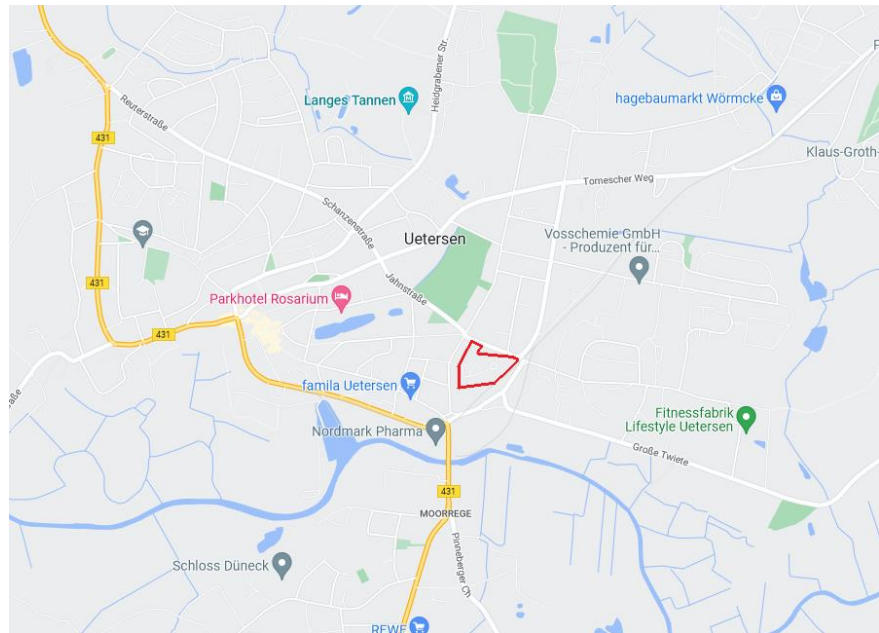 Heidgrabener Str.
Langes Tannen
hagebaumarkt Wörmcke
P
Reuterstraße
431
Klaus-Groth-
Tornescher Weg
Schanzenstraße
Uetersen
Vosschemie GmbH
- Produzent für...
Jahnstraße
431
Parkhotel Rosarium
431
famila Uetersen
Nordmark Pharma
Fitnessfabrik
Lifestyle Uetersen
Große Twiete
431
MOORREGE
Pinneberger Ch
Schloss Düneck
REWE